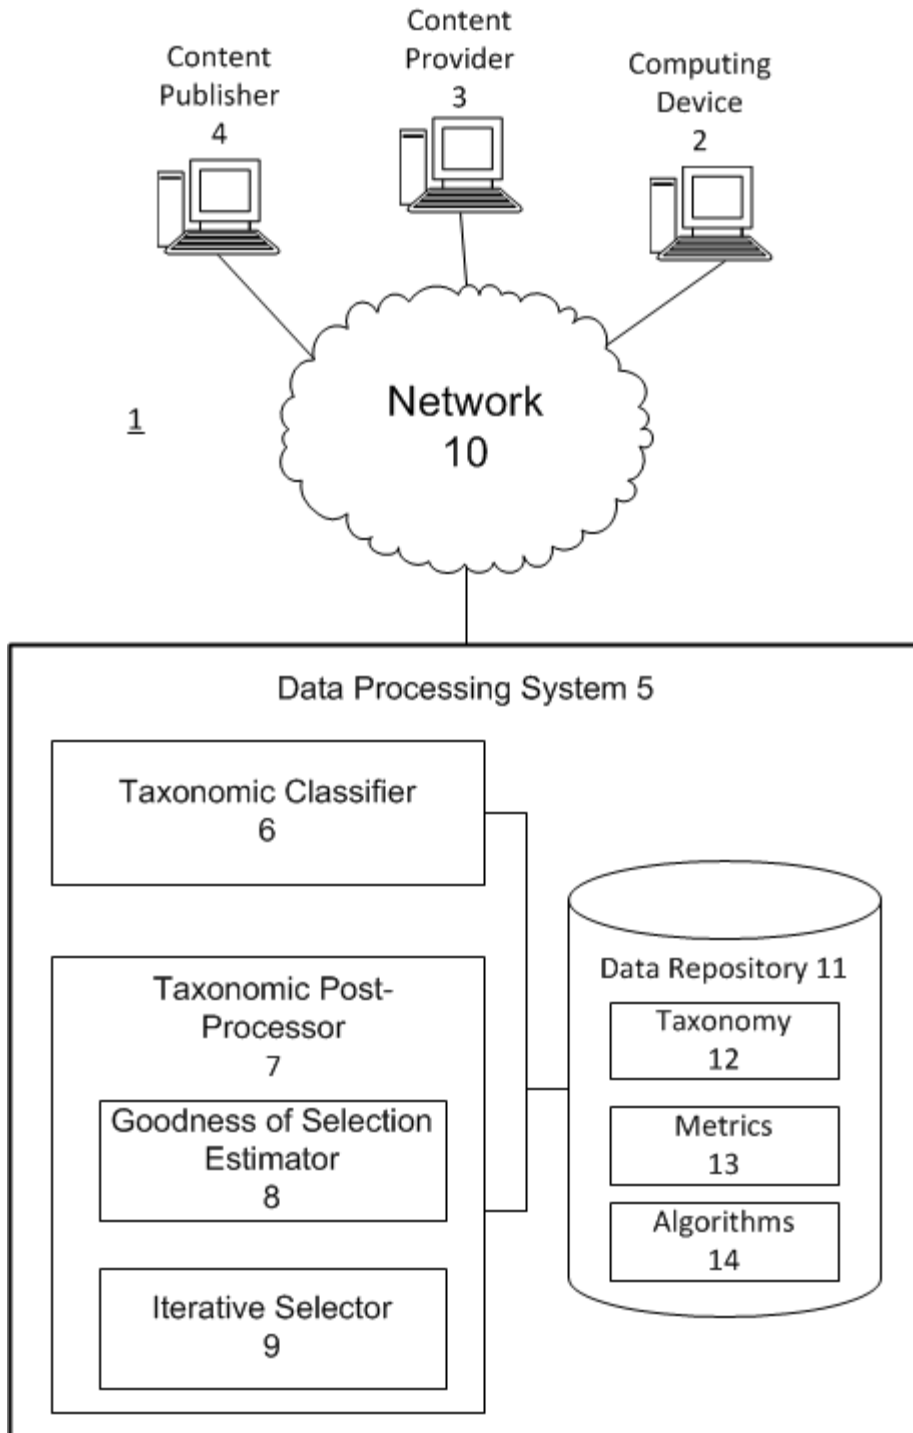 Content
Publisher
4
Content
Provider
3
Computing
Device
2
1
Network
10
Data Processing System 5
Taxonomic Classifier
6
Taxonomic Post-
Processor
7
Goodness of Selection
Estimator
8
Iterative Selector
9
Data Repository 11
Taxonomy
12
Metrics
13
Algorithms
14